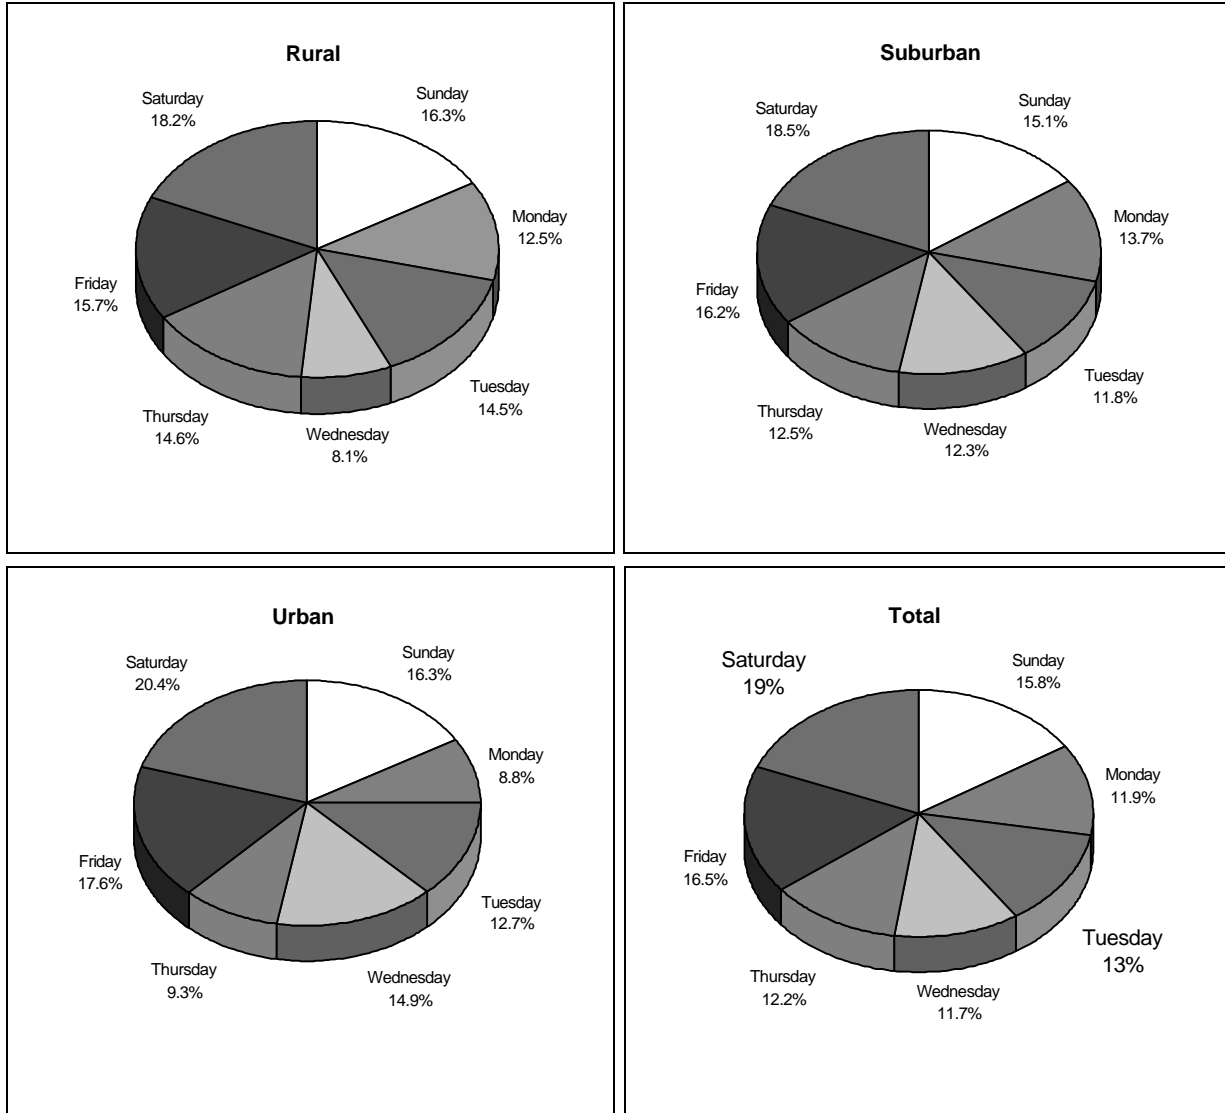 Rural
Saturday
18.2%
Sunday
16.3%
Monday
12.5%
Friday
15.7%
Tuesday
14.5%
Thursday
14.6%
Wednesday
8.1%
Suburban
Saturday
18.5%
Sunday
15.1%
Monday
13.7%
Friday
16.2%
Tuesday
11.8%
Thursday
12.5%
Wednesday
12.3%
Urban
Saturday
20.4%
Sunday
16.3%
Monday
8.8%
Friday
17.6%
Tuesday
12.7%
Thursday
9.3%
Wednesday
14.9%
Total
Saturday
19%
Sunday
15.8%
Monday
11.9%
Friday
16.5%
Tuesday
13%
Thursday
12.2%
Wednesday
11.7%